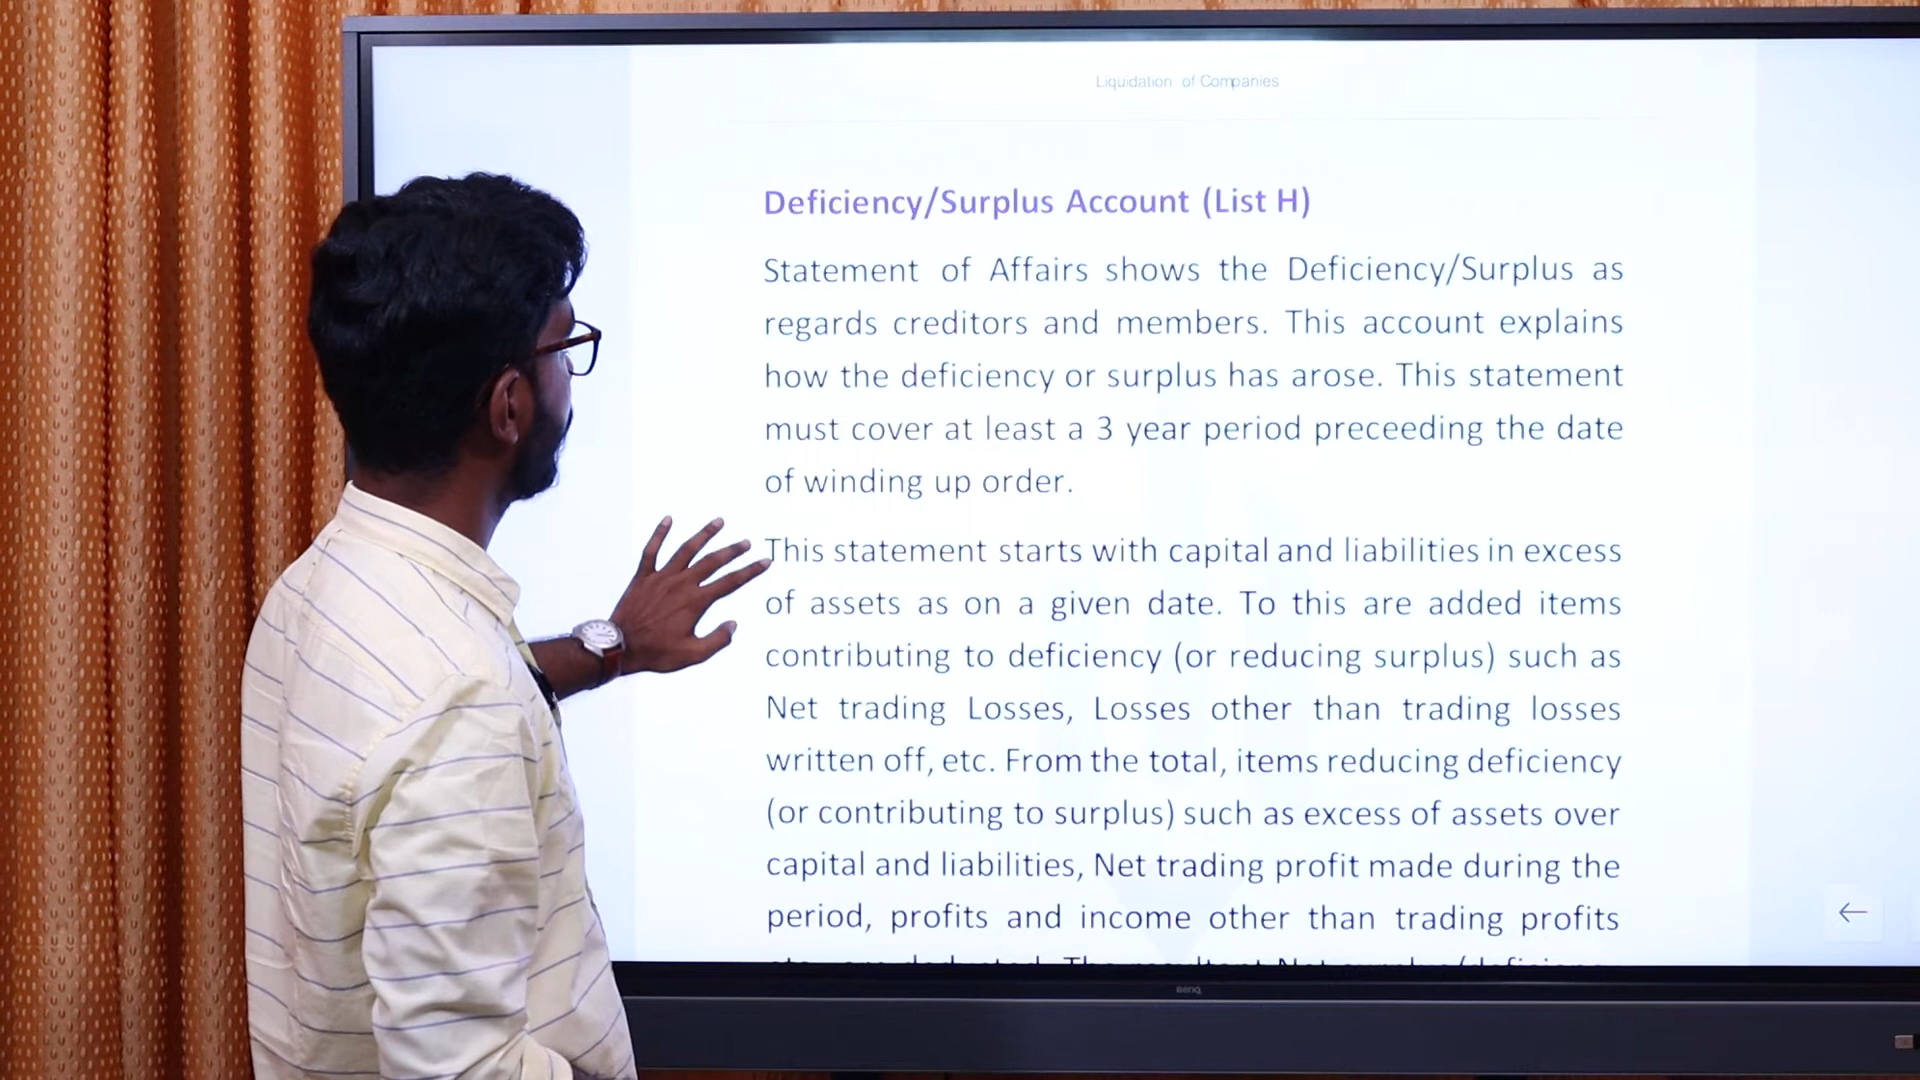 Liquidation of Companies
Deficiency/Surplus Account (List H)
Statement of Affairs shows the Deficiency/Surplus as
regards creditors and members. This account explains
how the deficiency or surplus has arose. This statement
must cover at least a 3 year period preceeding the date
of winding up order.
This statement starts with capital and liabilities in excess
of assets as on a given date. To this are added items
contributing to deficiency (or reducing surplus) such as
Net trading Losses, Losses other than trading losses
written off, etc. From the total, items reducing deficiency
(or contributing to surplus) such as excess of assets over
capital and liabilities, Net trading profit made during the
period, profits and income other than trading profits
BenQ